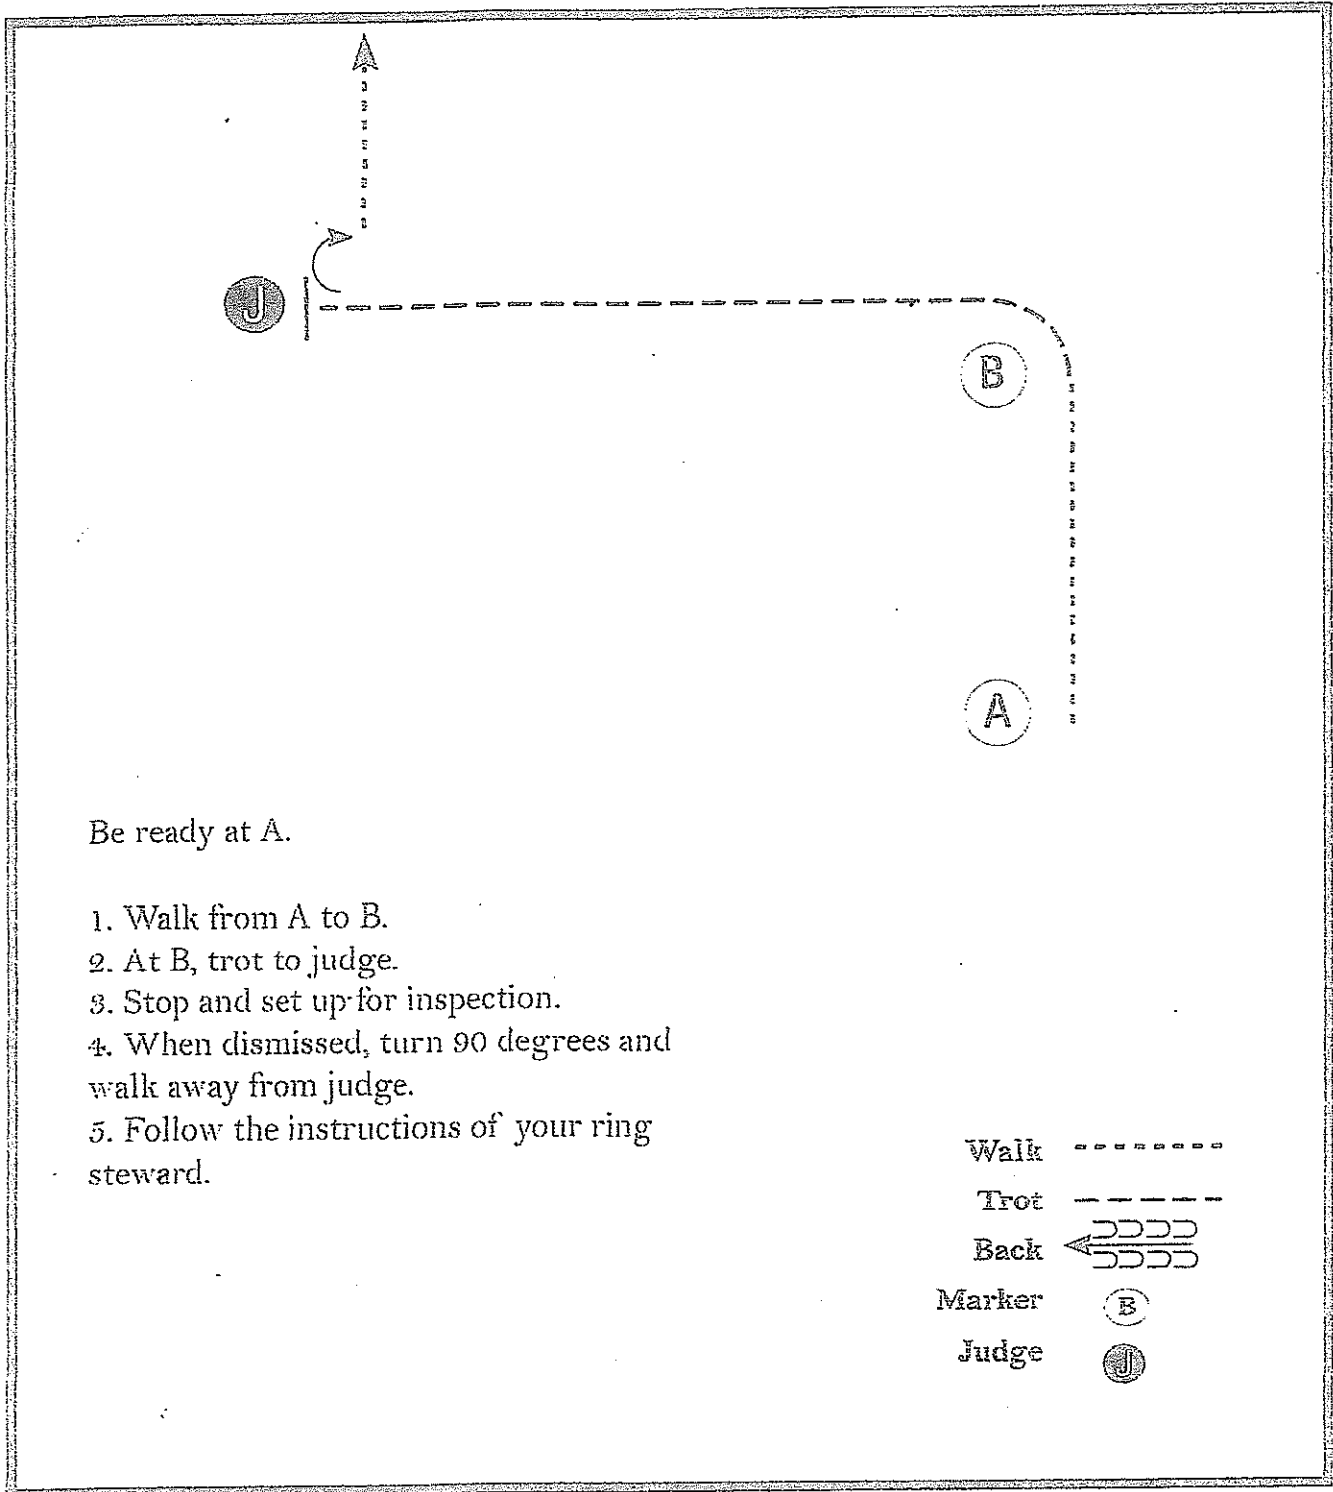 J
B
A
Be ready at A.
1. Walk from A to B.
2. At B, trot to judge.
3. Stop and set up for inspection.
4. When dismissed, turn 90 degrees and
walk away from judge.
5. Follow the instructions of your ring
steward.
Walk
Trot
Back
Marker B
Judge J